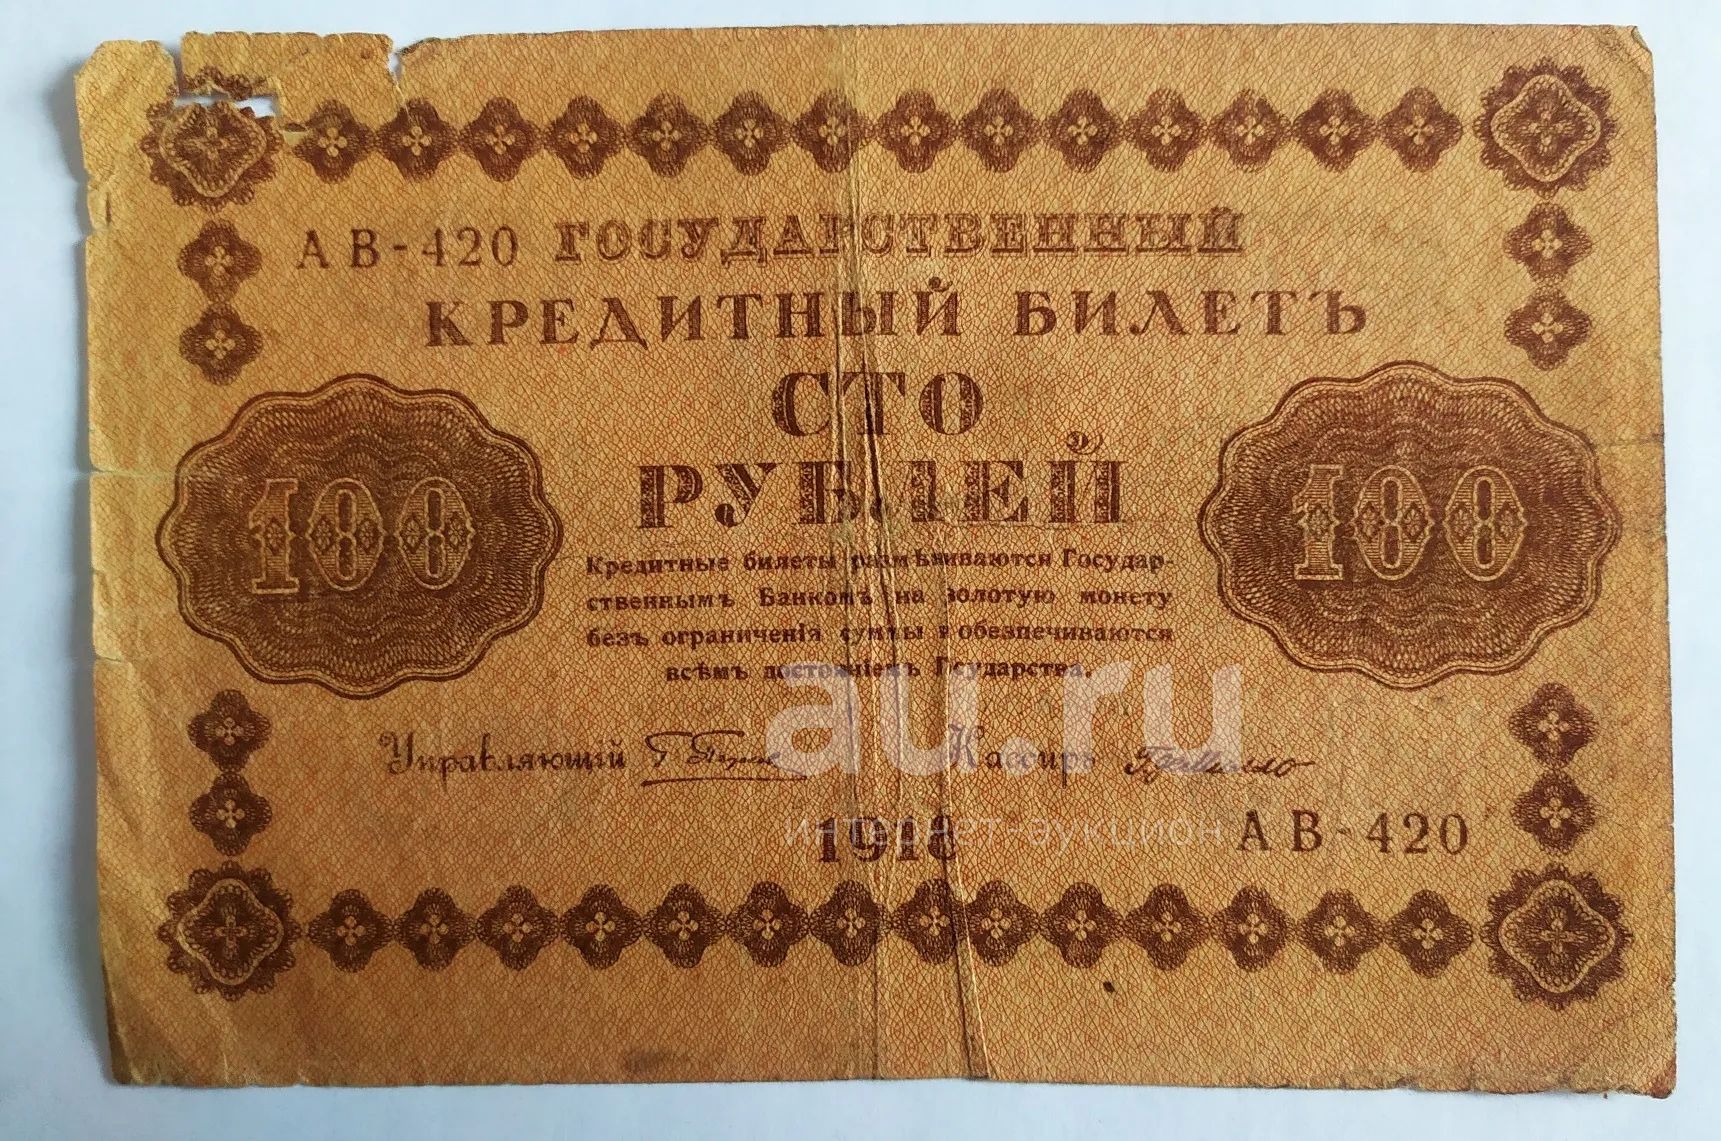 АВ-420 ГОСУДАРСТВЕННЫЙ
КРЕДИТНЫЙ БИЛЕТЪ
СТО
РУБЛЕЙ
100
100
Кредитные билеты размѣниваются Государ-
ственнымъ Банкомъ на золотую монету
безъ ограниченія суммы и обезпечиваются
всѣмъ достояніемъ Государства.
Управляющій
Кассиръ
1918
АВ-420
au.ru
интернет-аукцион